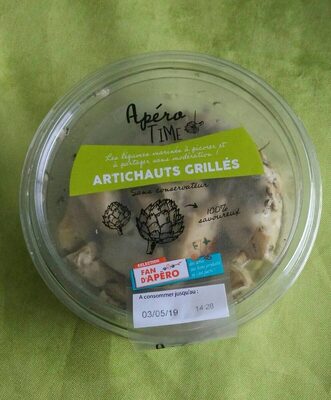 Apéro
TIME
Les légumes marinés à picorer et
à partager sans modération !
ARTICHAUTS GRILLÉS
Sans conservateur
100%
savoureux
SÉLECTION
FAN
D'APÉRO
A consommer jusqu'au :
03/05/19 14:28